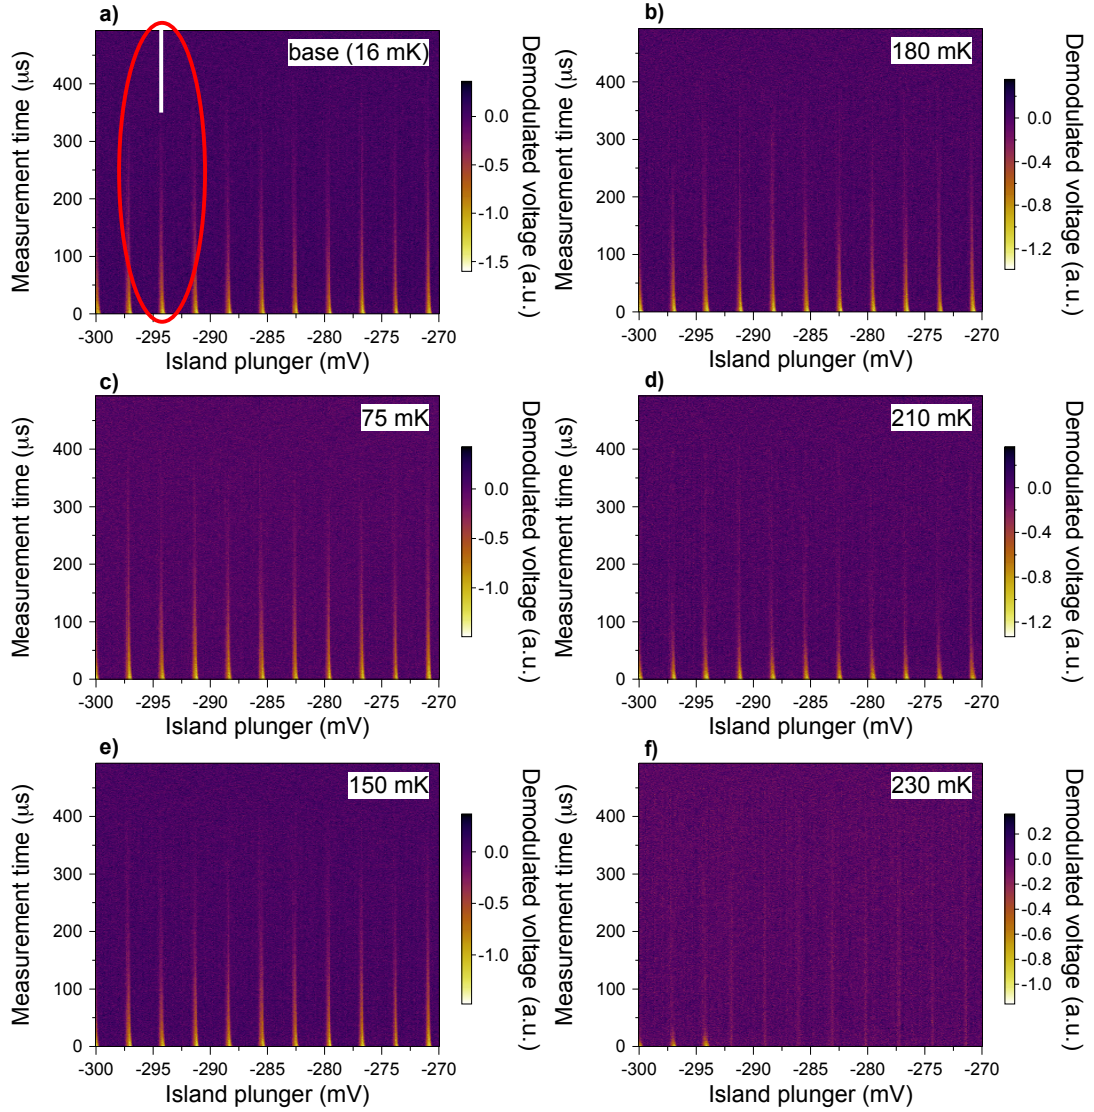 a)
base (16 mK)
Measurement time (μs)
400
300
200
100
0
-300 -295 -290 -285 -280 -275 -270
Island plunger (mV)
0.0
-0.5
-1.0
-1.5
Demodulated voltage (a.u.)
b)
180 mK
Measurement time (μs)
400
300
200
100
0
-300 -295 -290 -285 -280 -275 -270
Island plunger (mV)
0.0
-0.4
-0.8
-1.2
Demodulated voltage (a.u.)
c)
75 mK
Measurement time (μs)
400
300
200
100
0
-300 -295 -290 -285 -280 -275 -270
Island plunger (mV)
0.0
-0.5
-1.0
Demodulated voltage (a.u.)
d)
210 mK
Measurement time (μs)
400
300
200
100
0
-300 -295 -290 -285 -280 -275 -270
Island plunger (mV)
0.0
-0.4
-0.8
-1.2
Demodulated voltage (a.u.)
e)
150 mK
Measurement time (μs)
400
300
200
100
0
-300 -295 -290 -285 -280 -275 -270
Island plunger (mV)
0.0
-0.5
-1.0
Demodulated voltage (a.u.)
f)
230 mK
Measurement time (μs)
400
300
200
100
0
-300 -295 -290 -285 -280 -275 -270
Island plunger (mV)
0.2
0.0
-0.2
-0.4
-0.6
-0.8
-1.0
Demodulated voltage (a.u.)